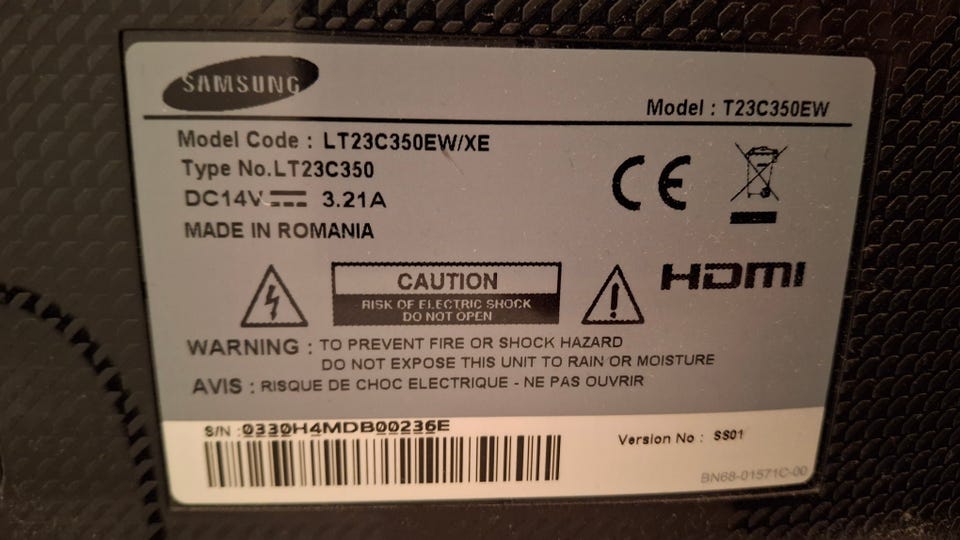 SAMSUNG
Model : T23C350EW
Model Code : LT23C350EW/XE
Type No.LT23C350
DC14V 3.21A
MADE IN ROMANIA
CE
HDMI
CAUTION
RISK OF ELECTRIC SHOCK
DO NOT OPEN
WARNING : TO PREVENT FIRE OR SHOCK HAZARD
DO NOT EXPOSE THIS UNIT TO RAIN OR MOISTURE
AVIS : RISQUE DE CHOC ELECTRIQUE - NE PAS OUVRIR
S/N :0330H4MDB00236E
Version No : SS01
BN68-01571C-00